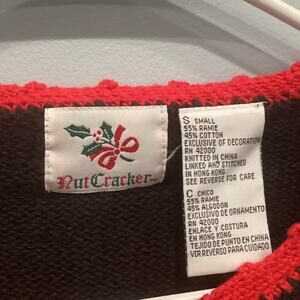 NutCracker
S SMALL
55% RAMIE
45% COTTON
EXCLUSIVE OF DECORATION
RN 42000
KNITTED IN CHINA
LINKED AND STITCHED
IN HONG KONG
SEE REVERSE FOR CARE
C CHICO
55% RAMIE
45% ALGODON
EXCLUSIVO DE ORNAMENTO
RN 42000
ENLACE Y COSTURA
EN HONG KONG
TEJIDO DE PUNTO EN CHINA
VER REVERSO PARA CUIDADO